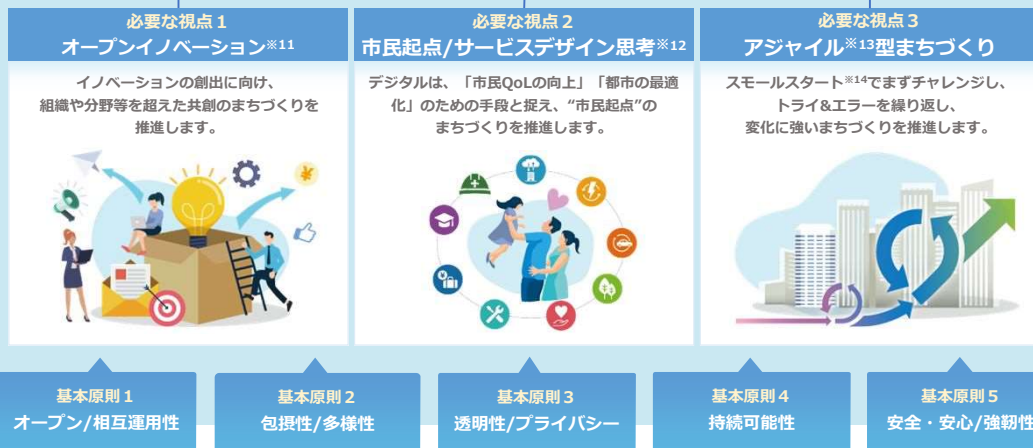 必要な視点1
オープンイノベーション※11
イノベーションの創出に向け、
組織や分野等を超えた共創のまちづくりを
推進します。
必要な視点2
市民起点/サービスデザイン思考※12
デジタルは、「市民QoLの向上」「都市の最適
化」のための手段と捉え、“市民起点”の
まちづくりを推進します。
必要な視点3
アジャイル※13型まちづくり
スモールスタート※14でまずチャレンジし、
トライ&エラーを繰り返し、
変化に強いまちづくりを推進します。
¥
基本原則1
オープン/相互運用性
基本原則2
包摂性/多様性
基本原則3
透明性/プライバシー
基本原則4
持続可能性
基本原則5
安全・安心/強靭性